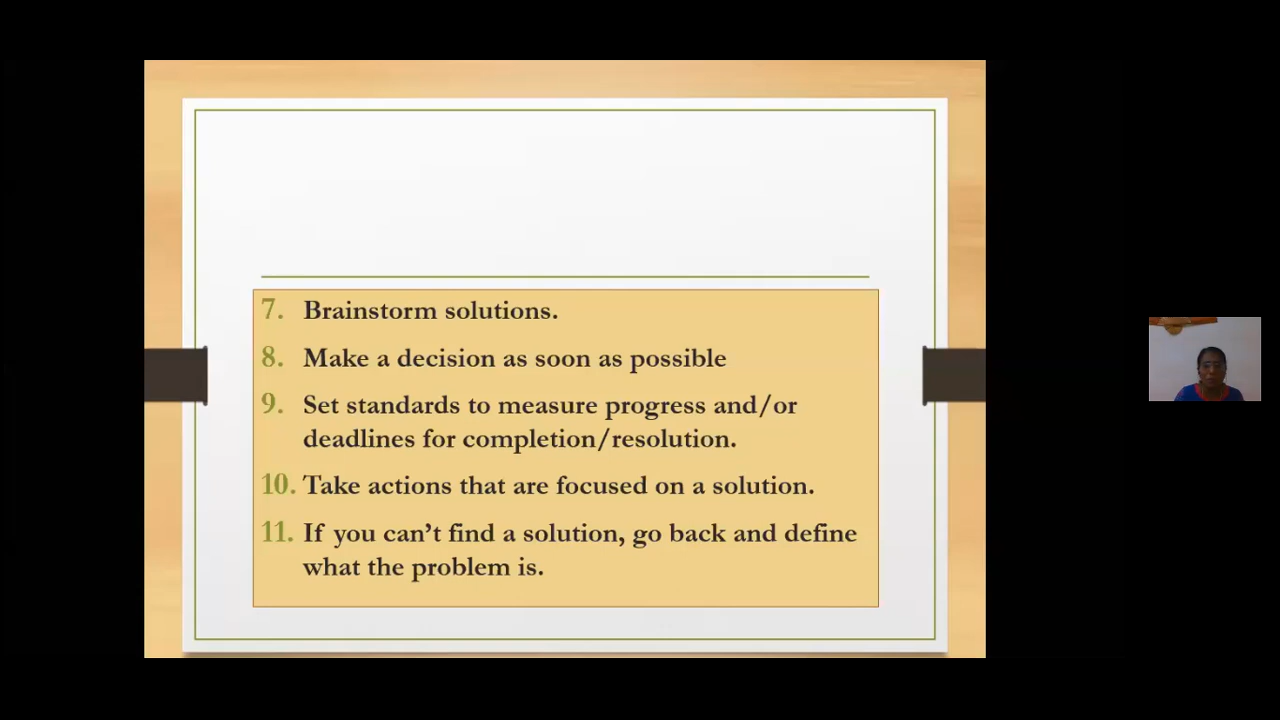 7. Brainstorm solutions.
8. Make a decision as soon as possible
9. Set standards to measure progress and/or
deadlines for completion/resolution.
10. Take actions that are focused on a solution.
11. If you can’t find a solution, go back and define
what the problem is.